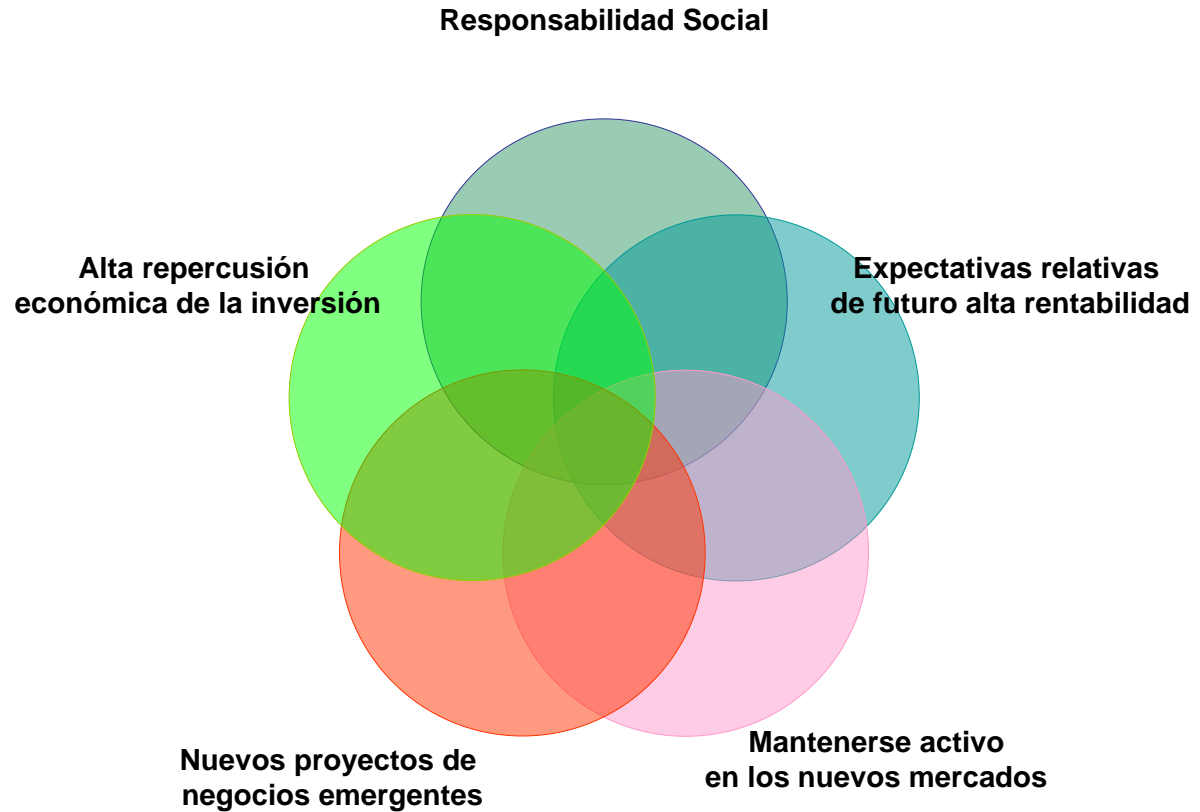 Responsabilidad Social
Alta repercusión
económica de la inversión
Expectativas relativas
de futuro alta rentabilidad
Nuevos proyectos de
negocios emergentes
Mantenerse activo
en los nuevos mercados